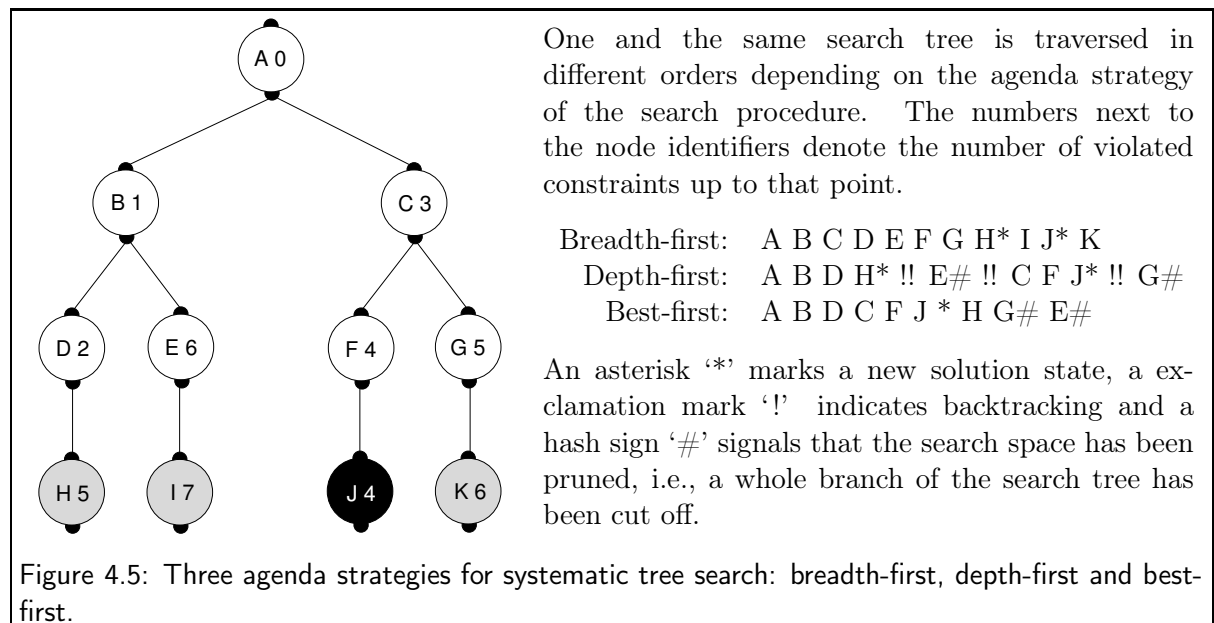 A 0
B 1
C 3
D 2
E 6
F 4
G 5
H 5
I 7
J 4
K 6
One and the same search tree is traversed in
different orders depending on the agenda strategy
of the search procedure. The numbers next to
the node identifiers denote the number of violated
constraints up to that point.
Breadth-first: A B C D E F G H* I J* K
Depth-first: A B D H* !! E# !! C F J* !! G#
Best-first: A B D C F J * H G# E#
An asterisk ‘*’ marks a new solution state, a ex-
clamation mark ‘!’ indicates backtracking and a
hash sign ‘#’ signals that the search space has been
pruned, i.e., a whole branch of the search tree has
been cut off.
Figure 4.5: Three agenda strategies for systematic tree search: breadth-first, depth-first and best-
first.